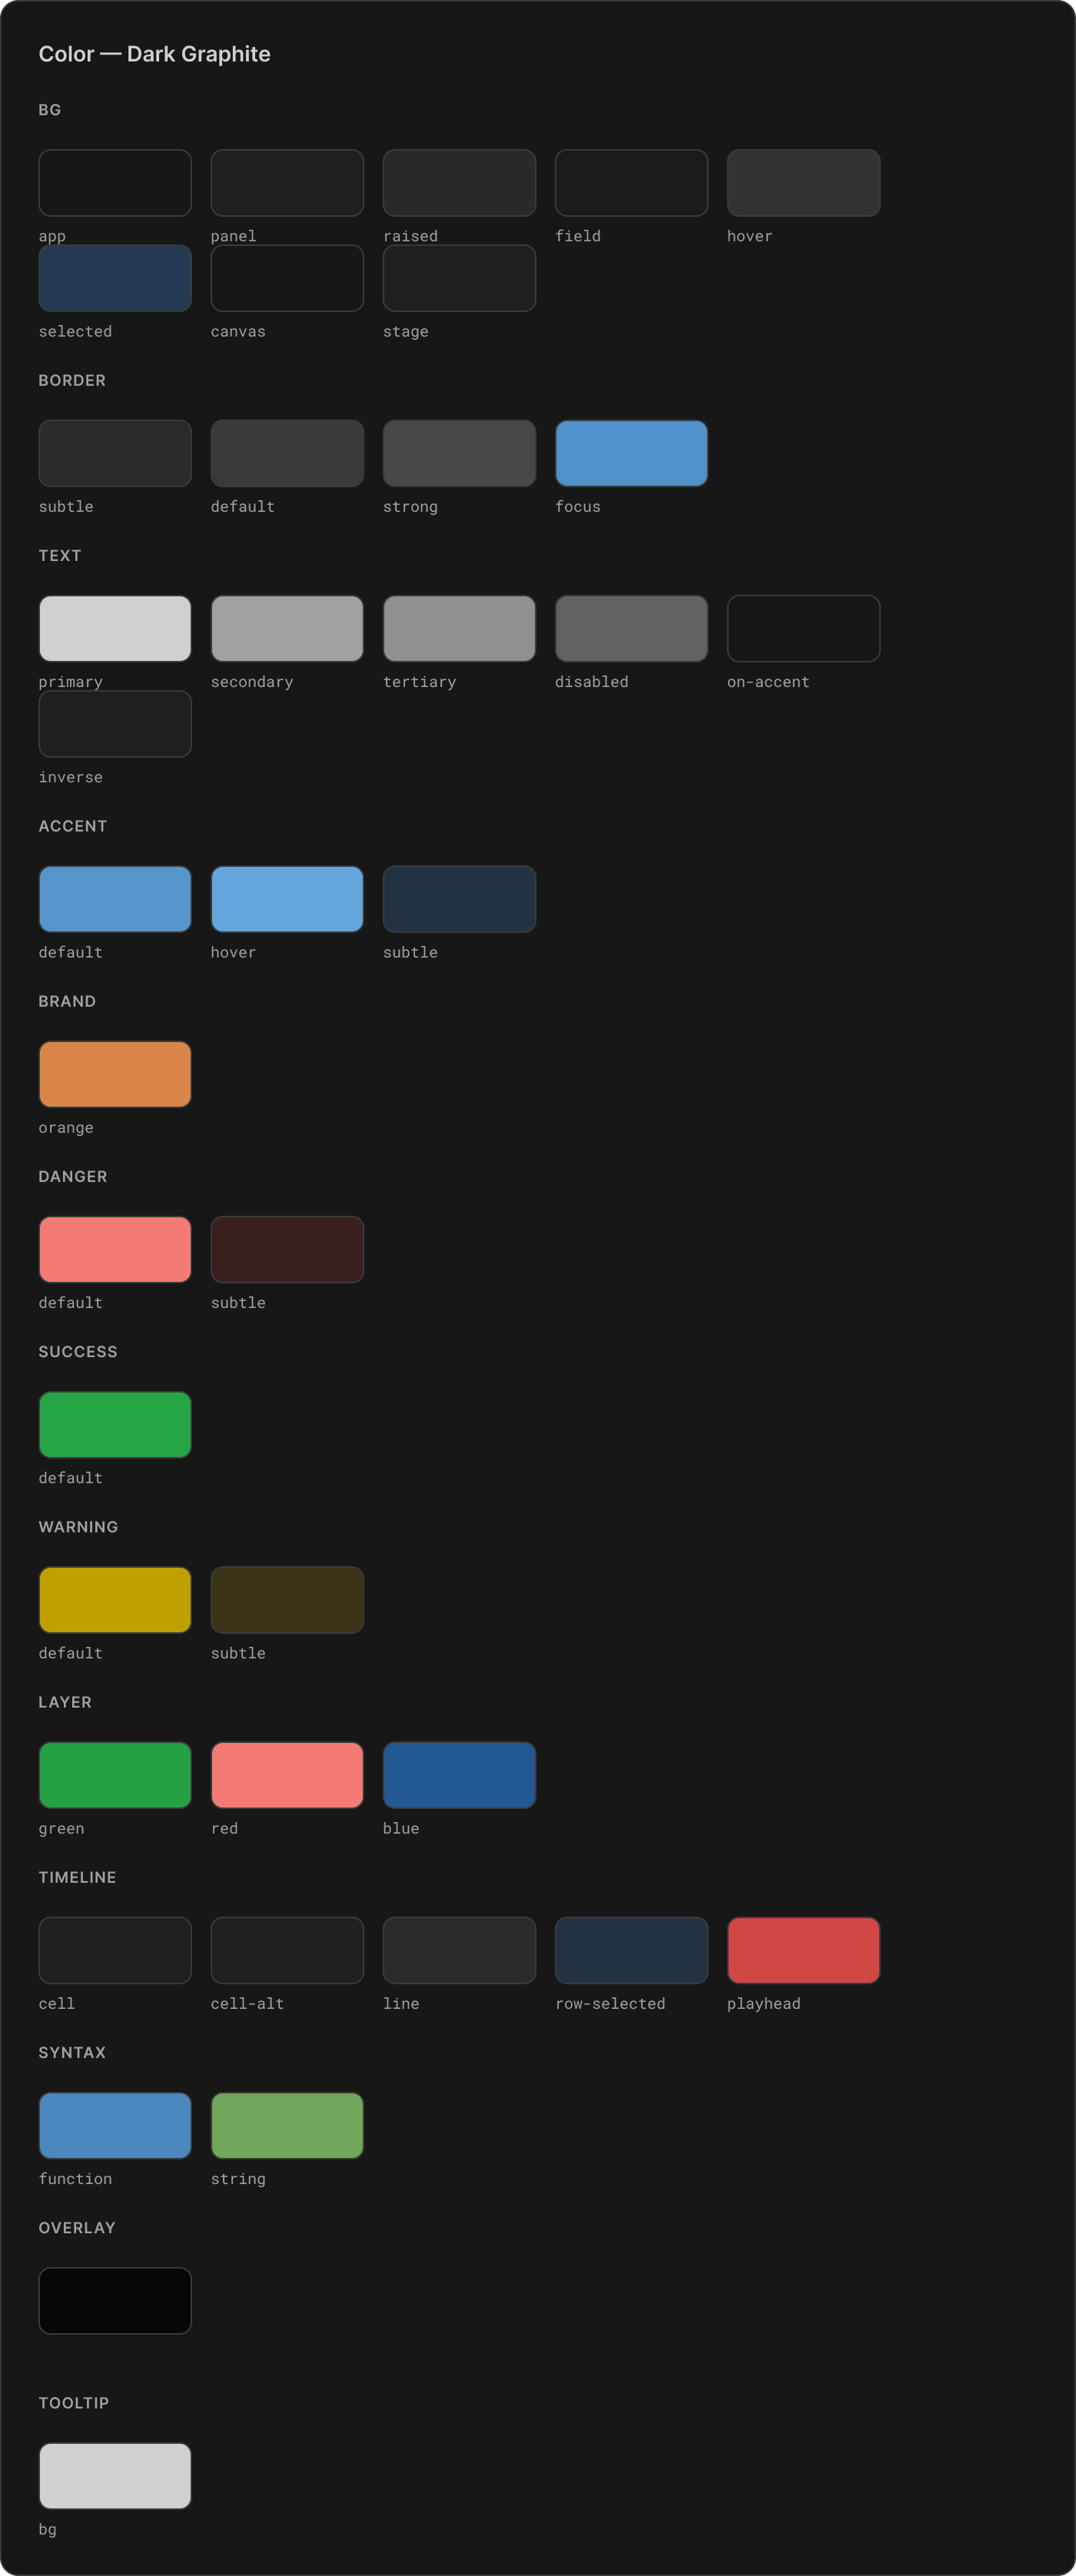 Color — Dark Graphite
BG
app panel raised field hover
selected canvas stage
BORDER
subtle default strong focus
TEXT
primary secondary tertiary disabled on-accent
inverse
ACCENT
default hover subtle
BRAND
orange
DANGER
default subtle
SUCCESS
default
WARNING
default subtle
LAYER
green red blue
TIMELINE
cell cell-alt line row-selected playhead
SYNTAX
function string
OVERLAY
TOOLTIP
bg